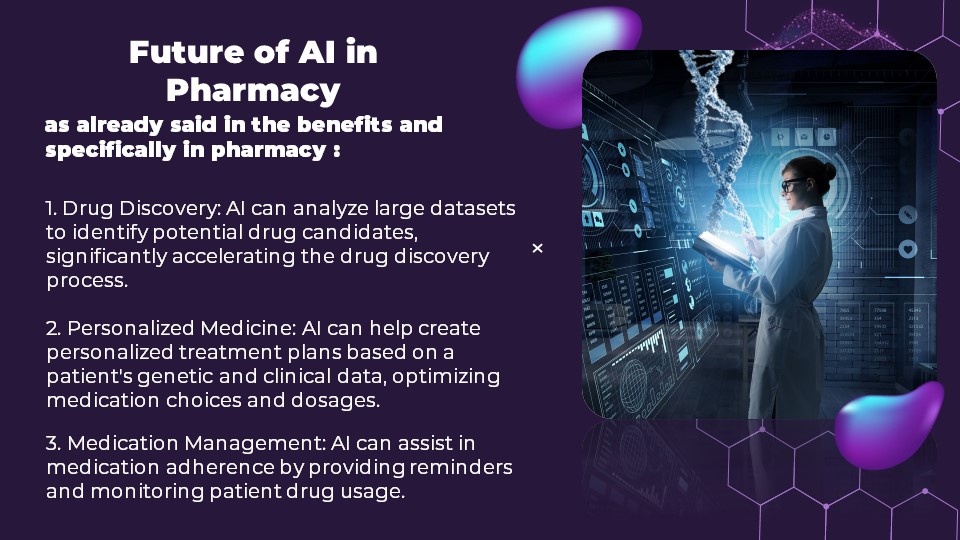 Future of AI in
Pharmacy
as already said in the benefits and
specifically in pharmacy :
1. Drug Discovery: AI can analyze large datasets
to identify potential drug candidates,
significantly accelerating the drug discovery
process.
2. Personalized Medicine: AI can help create
personalized treatment plans based on a
patient's genetic and clinical data, optimizing
medication choices and dosages.
3. Medication Management: AI can assist in
medication adherence by providing reminders
and monitoring patient drug usage.